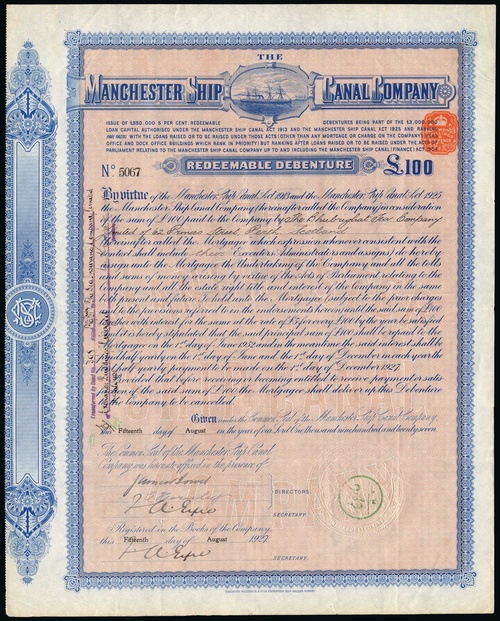 THE
MANCHESTER SHIP CANAL COMPANY
ISSUE OF 1,950,000 5 PER CENT. REDEEMABLE
DEBENTURES BEING PART OF THE £3,000,000
LOAN CAPITAL AUTHORISED UNDER THE MANCHESTER SHIP CANAL ACT 1913 AND THE MANCHESTER SHIP CANAL ACT 1925 AND RANKING
PARI PASSU WITH THE LOANS RAISED OR TO BE RAISED UNDER THOSE ACTS (OTHER THAN ANY MORTGAGE OR CHARGE ON THE COMPANY'S
OFFICE AND DOCK OFFICE BUILDINGS WHICH RANK IN PRIORITY) BUT RANKING AFTER LOANS RAISED OR TO BE RAISED UNDER THE ACTS OF
PARLIAMENT RELATING TO THE MANCHESTER SHIP CANAL COMPANY UP TO AND INCLUDING THE MANCHESTER SHIP CANAL (FINANCE) ACT 1904
REDEEMABLE DEBENTURE
No 5067
£100
By virtue of the Manchester Ship Canal Act 1913 and the Manchester Ship Canal Act 1925
the Manchester Ship Canal Company (hereinafter called the Company) in consideration
of the sum of £100 paid to the Company by The
Limited of 62 Princes Street Perth Scotland
(hereinafter called the Mortgagee which expression whenever consistent with the
context shall include their Executors Administrators and assigns) do hereby
assign unto the Mortgagee the Undertaking of the Company and all the tolls
and sums of money arising by virtue of the Acts of Parliament relating to the
Company and all the estate right title and interest of the Company in the same
both present and future To hold unto the Mortgagee (subject to the prior charges
and to the provisions referred to in the endorsements hereon) until the said sum of £100
together with interest for the same at the rate of £5 for every £100 by the year be satisfied
and it is hereby stipulated that the said principal sum of £100 shall be repaid to the
Mortgagee on the 1st day of June 1952 and in the meantime the said interest shall be
paid half yearly on the 1st day of June and the 1st day of December in each year the
first half yearly payment to be made on the 1st day of December 1927.
Provided that before receiving or becoming entitled to receive payment or satis-
faction of the said sum of £100 the Mortgagee shall deliver up this Debenture
to the Company to be cancelled.
Given under the Common Seal of the Manchester Ship Canal Company
this Fifteenth day of August in the year of our Lord One thousand nine hundred and twenty seven.
The Common Seal of the Manchester Ship Canal
Company was hereunto affixed in the presence of
DIRECTORS.
SECRETARY.
Registered in the Books of the Company,
this Fifteenth day of August 1927.
SECRETARY.